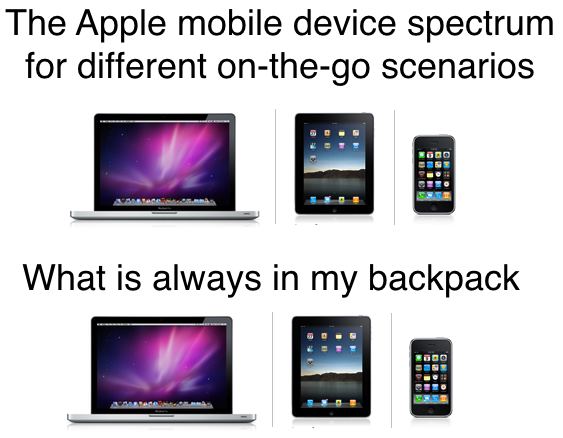 The Apple mobile device spectrum
for different on-the-go scenarios
What is always in my backpack